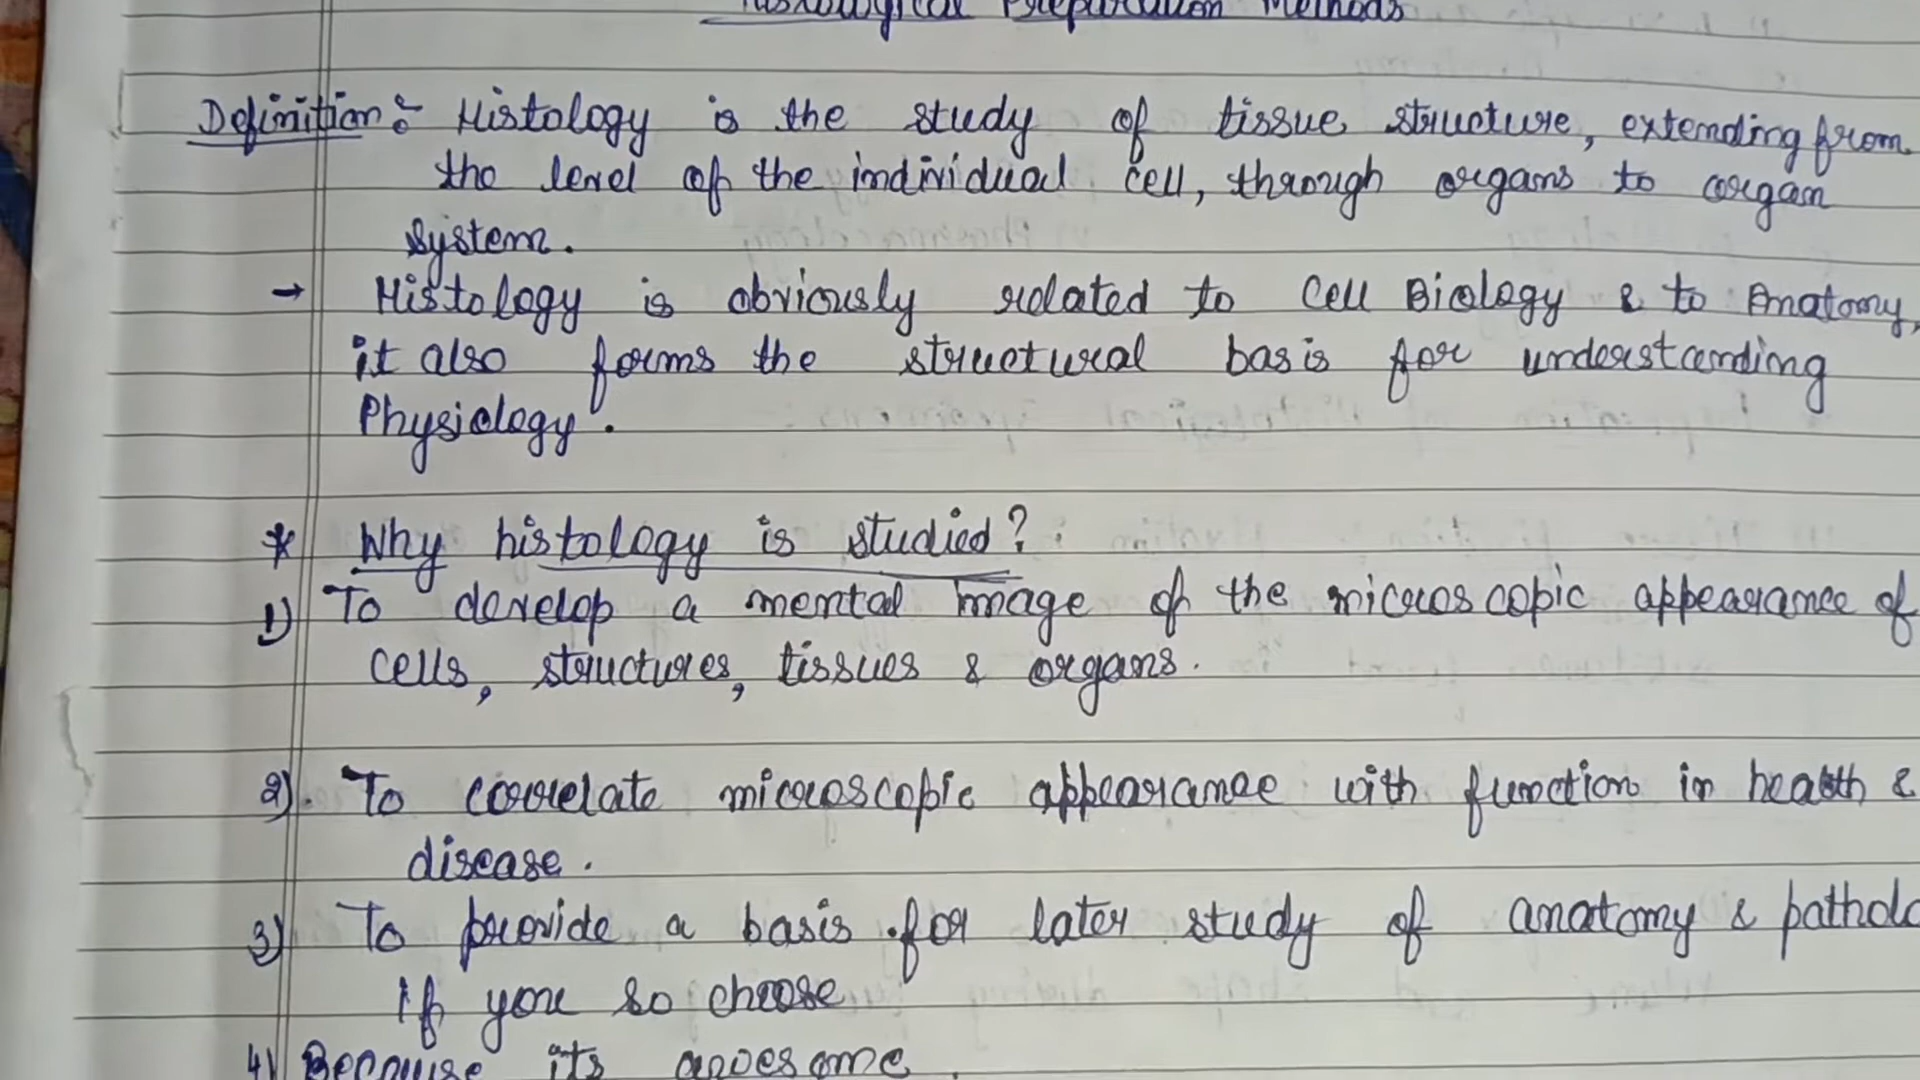 Histological Preparation Methods
Definition :- Histology is the study of tissue structure, extending from
the level of the individual cell, through organs to organ
system.
→ Histology is obviously related to Cell Biology & to Anatomy,
it also forms the structural basis for understanding
Physiology.
* Why histology is studied?
1) To develop a mental image of the microscopic appearance of
cells, structures, tissues & organs.
2) To correlate microscopic appearance with function in health &
disease.
3) To provide a basis for later study of anatomy & patholo
If you so choose
4) Because its awesome.